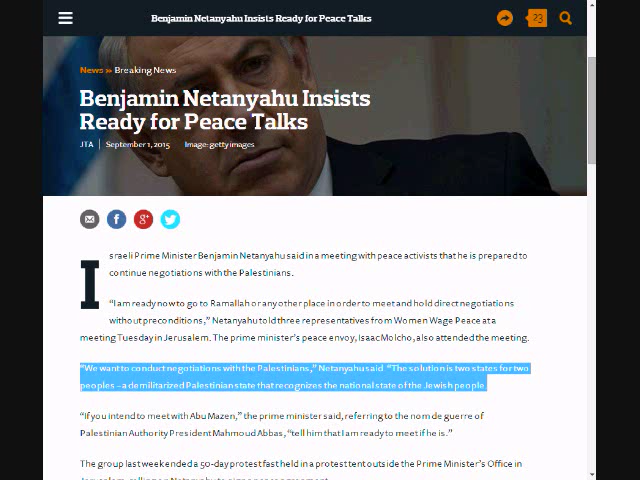 Benjamin Netanyahu Insists Ready for Peace Talks
23
News » Breaking News
Benjamin Netanyahu Insists
Ready for Peace Talks
JTA | September 1, 2015 Image: getty images
Israeli Prime Minister Benjamin Netanyahu said in a meeting with peace activists that he is prepared to
continue negotiations with the Palestinians.
“I am ready now to go to Ramallah or any other place in order to meet and hold direct negotiations
without preconditions,” Netanyahu told three representatives from Women Wage Peace at a
meeting Tuesday in Jerusalem. The prime minister’s peace envoy, Isaac Molcho, also attended the meeting.
“We want to conduct negotiations with the Palestinians,” Netanyahu said “The solution is two states for two
peoples – a demilitarized Palestinian state that recognizes the national state of the Jewish people.
“If you intend to meet with Abu Mazen,” the prime minister said, referring to the nom de guerre of
Palestinian Authority President Mahmoud Abbas, “tell him that I am ready to meet if he is.”
The group last week ended a 50-day protest fast held in a protest tent outside the Prime Minister’s Office in